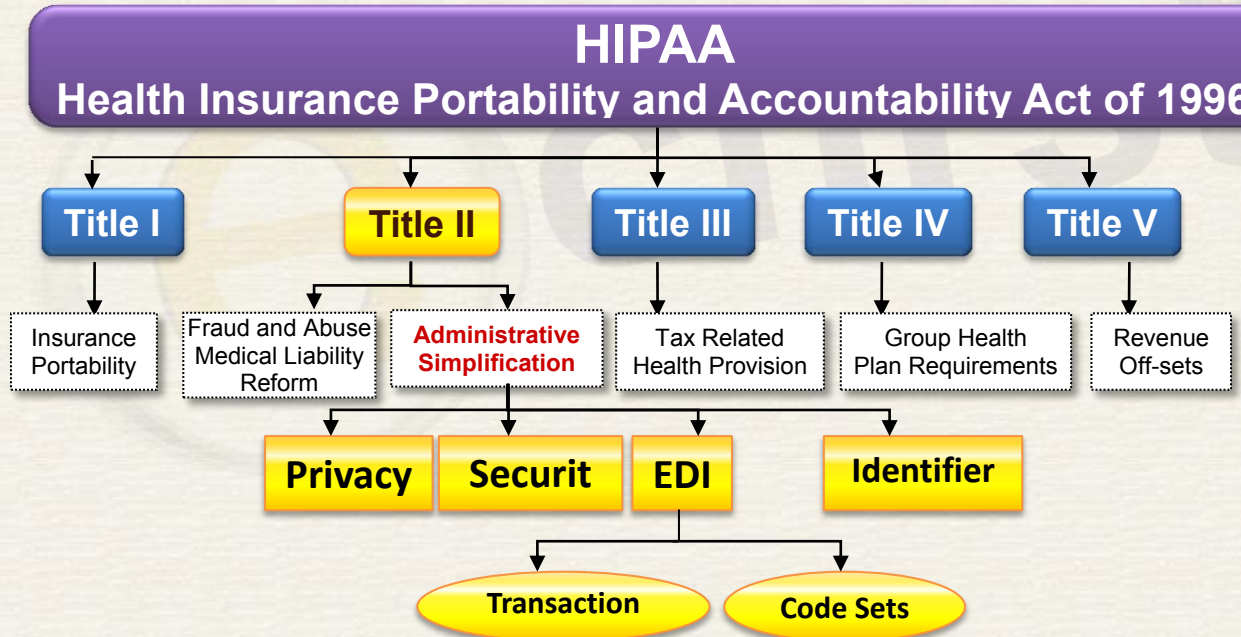 HIPAA
Health Insurance Portability and Accountability Act of 1996
Title I
Title II
Title III
Title IV
Title V
Insurance
Portability
Fraud and Abuse
Medical Liability
Reform
Administrative
Simplification
Tax Related
Health Provision
Group Health
Plan Requirements
Revenue
Off-sets
Privacy
Securit
EDI
Identifier
Transaction
Code Sets